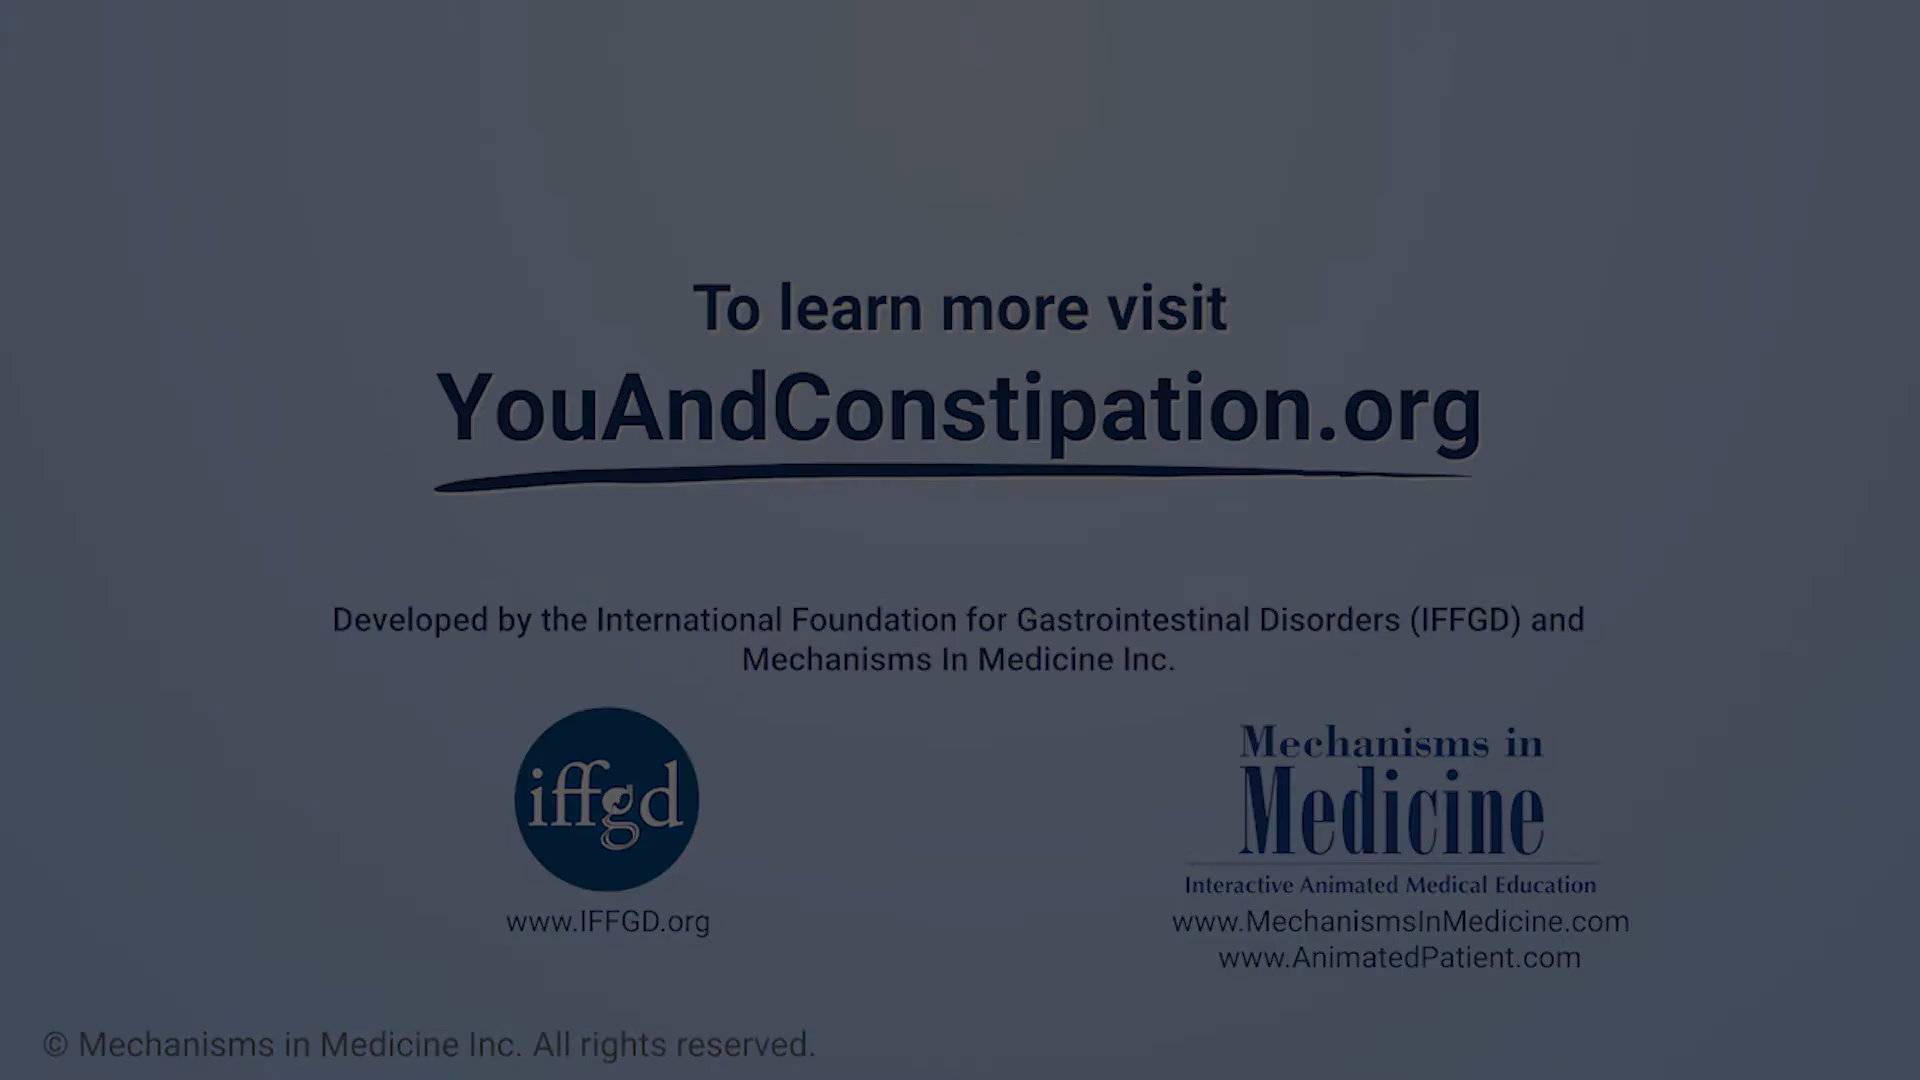 To learn more visit
YouAndConstipation.org
Developed by the International Foundation for Gastrointestinal Disorders (IFFGD) and
Mechanisms In Medicine Inc.
iffgd
www.IFFGD.org
Mechanisms in
Medicine
Interactive Animated Medical Education
www.MechanismsInMedicine.com
www.AnimatedPatient.com
© Mechanisms in Medicine Inc. All rights reserved.